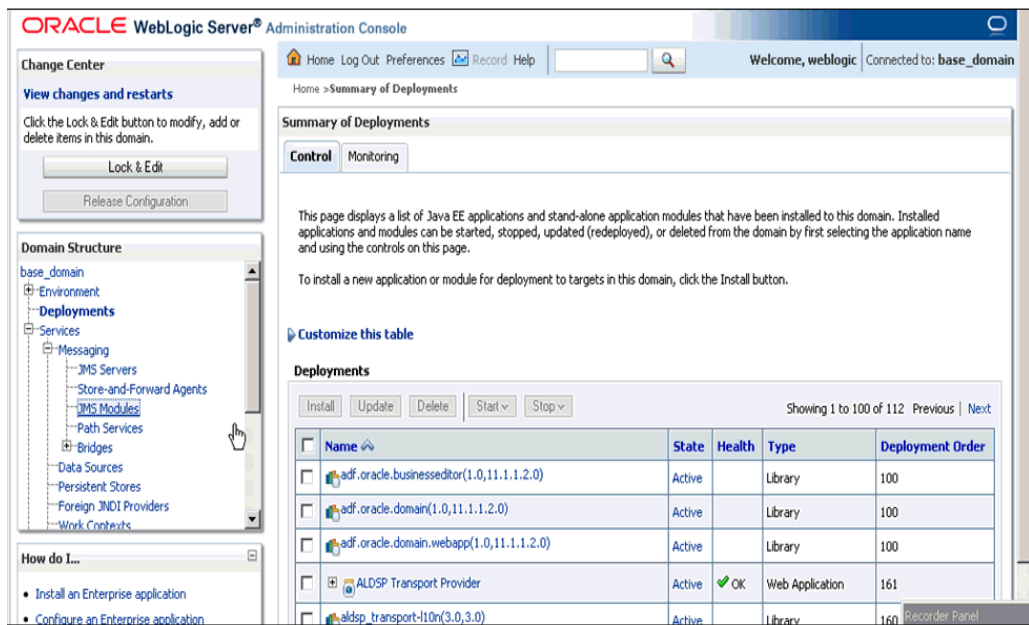 ORACLE WebLogic Server® Administration Console
Change Center
View changes and restarts
Click the Lock & Edit button to modify, add or
delete items in this domain.
Lock & Edit
Release Configuration
Domain Structure
base_domain
Environment
Deployments
Services
Messaging
JMS Servers
Store-and-Forward Agents
JMS Modules
Path Services
Bridges
Data Sources
Persistent Stores
Foreign JNDI Providers
Work Contexts
How do I...
Install an Enterprise application
Configure an Enterprise application
Home Log Out Preferences Record Help
Welcome, weblogic Connected to: base_domain
Home >Summary of Deployments
Summary of Deployments
Control Monitoring
This page displays a list of Java EE applications and stand-alone application modules that have been installed to this domain. Installed
applications and modules can be started, stopped, updated (redeployed), or deleted from the domain by first selecting the application name
and using the controls on this page.
To install a new application or module for deployment to targets in this domain, click the Install button.
Customize this table
Deployments
Install Update Delete Start Stop Showing 1 to 100 of 112 Previous | Next
Name State Health Type Deployment Order
adf.oracle.businesseditor(1.0,11.1.1.2.0) Active Library 100
adf.oracle.domain(1.0,11.1.1.2.0) Active Library 100
adf.oracle.domain.webapp(1.0,11.1.1.2.0) Active Library 100
ALDSP Transport Provider Active OK Web Application 161
aldsp_transport-l10n(3.0,3.0) Active Library 160
Recorder Panel